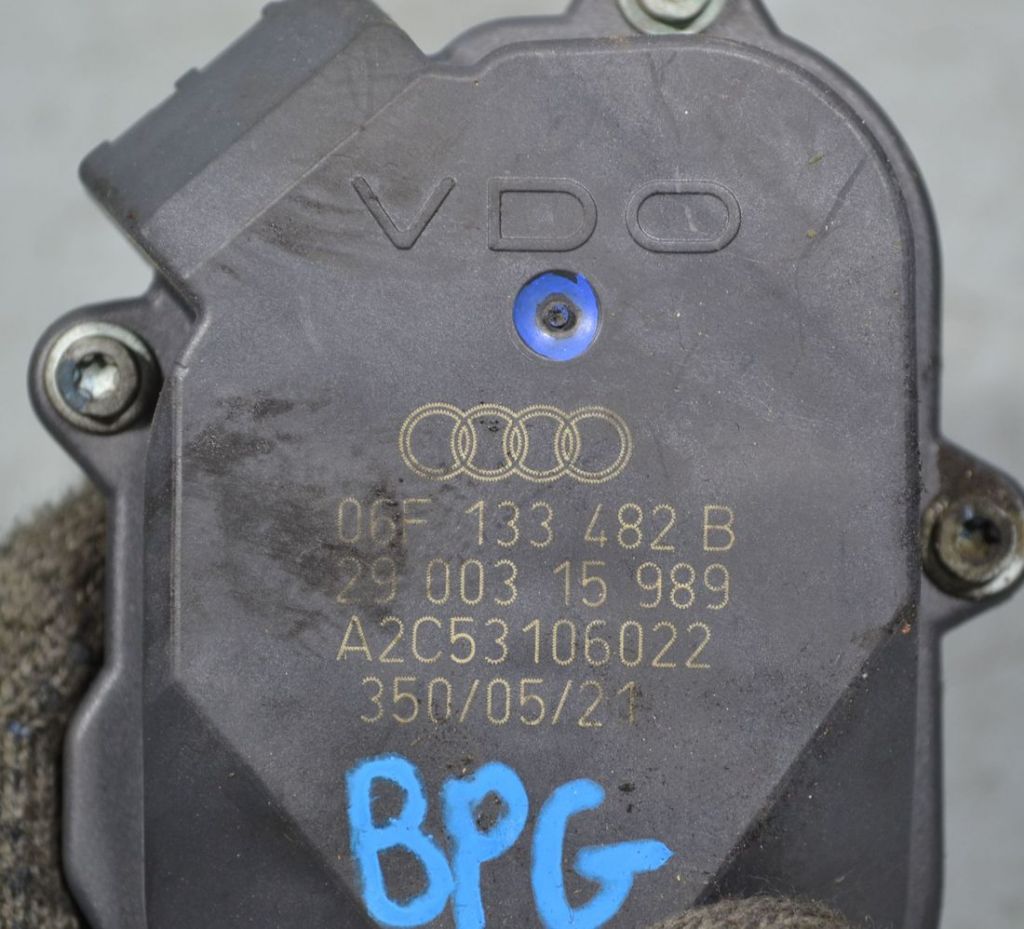 VDO
06F 133 482 B
29 003 15 989
A2C53106022
350/05/21
BPG